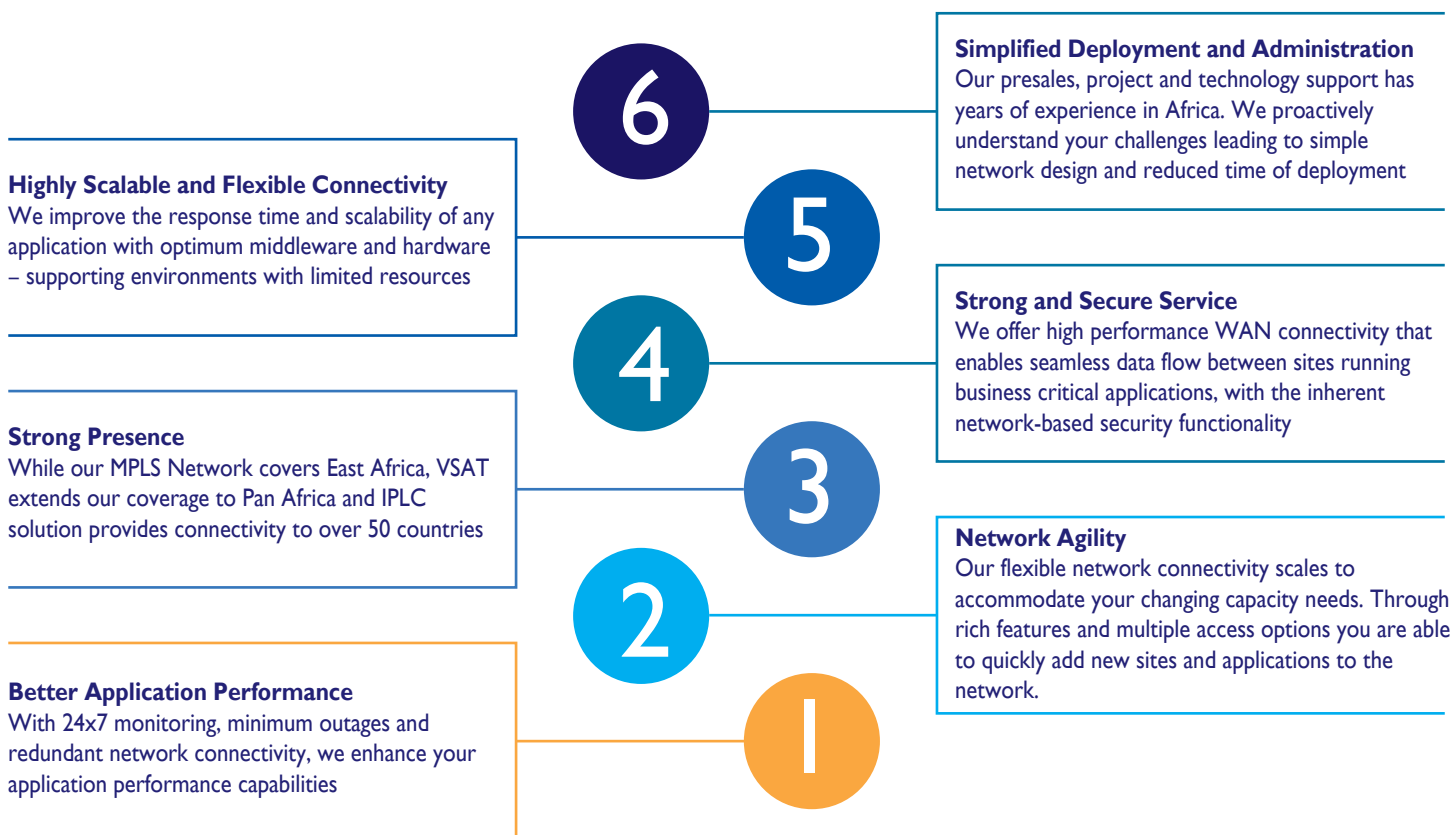 6
Simplified Deployment and Administration
Our presales, project and technology support has
years of experience in Africa. We proactively
understand your challenges leading to simple
network design and reduced time of deployment
Highly Scalable and Flexible Connectivity
We improve the response time and scalability of any
application with optimum middleware and hardware
– supporting environments with limited resources
5
4
Strong and Secure Service
We offer high performance WAN connectivity that
enables seamless data flow between sites running
business critical applications, with the inherent
network-based security functionality
Strong Presence
While our MPLS Network covers East Africa, VSAT
extends our coverage to Pan Africa and IPLC
solution provides connectivity to over 50 countries
3
2
Network Agility
Our flexible network connectivity scales to
accommodate your changing capacity needs. Through
rich features and multiple access options you are able
to quickly add new sites and applications to the
network.
Better Application Performance
With 24x7 monitoring, minimum outages and
redundant network connectivity, we enhance your
application performance capabilities
1